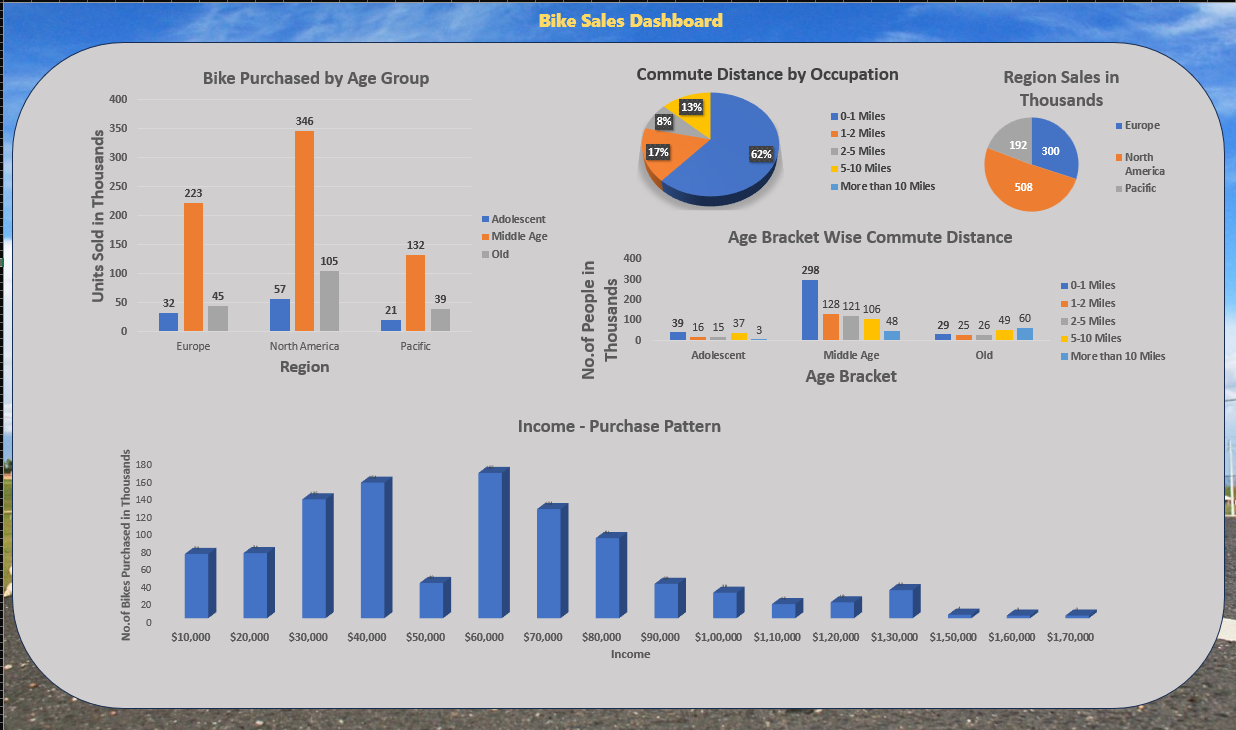 Bike Sales Dashboard
Bike Purchased by Age Group
Units Sold in Thousands
400
350
300
250
200
150
100
50
0
32
223
45
57
346
105
21
132
39
Europe
North America
Pacific
Region
Adolescent
Middle Age
Old
Commute Distance by Occupation
62%
17%
8%
13%
0-1 Miles
1-2 Miles
2-5 Miles
5-10 Miles
More than 10 Miles
Region Sales in
Thousands
300
508
192
Europe
North
America
Pacific
Age Bracket Wise Commute Distance
No.of People in
Thousands
400
300
200
100
0
39
16
15
37
3
298
128
121
106
48
29
25
26
49
60
Adolescent
Middle Age
Old
Age Bracket
0-1 Miles
1-2 Miles
2-5 Miles
5-10 Miles
More than 10 Miles
Income - Purchase Pattern
No.of Bikes Purchased in Thousands
180
160
140
120
100
80
60
40
20
0
$10,000
$20,000
$30,000
$40,000
$50,000
$60,000
$70,000
$80,000
$90,000
$1,00,000
$1,10,000
$1,20,000
$1,30,000
$1,50,000
$1,60,000
$1,70,000
Income